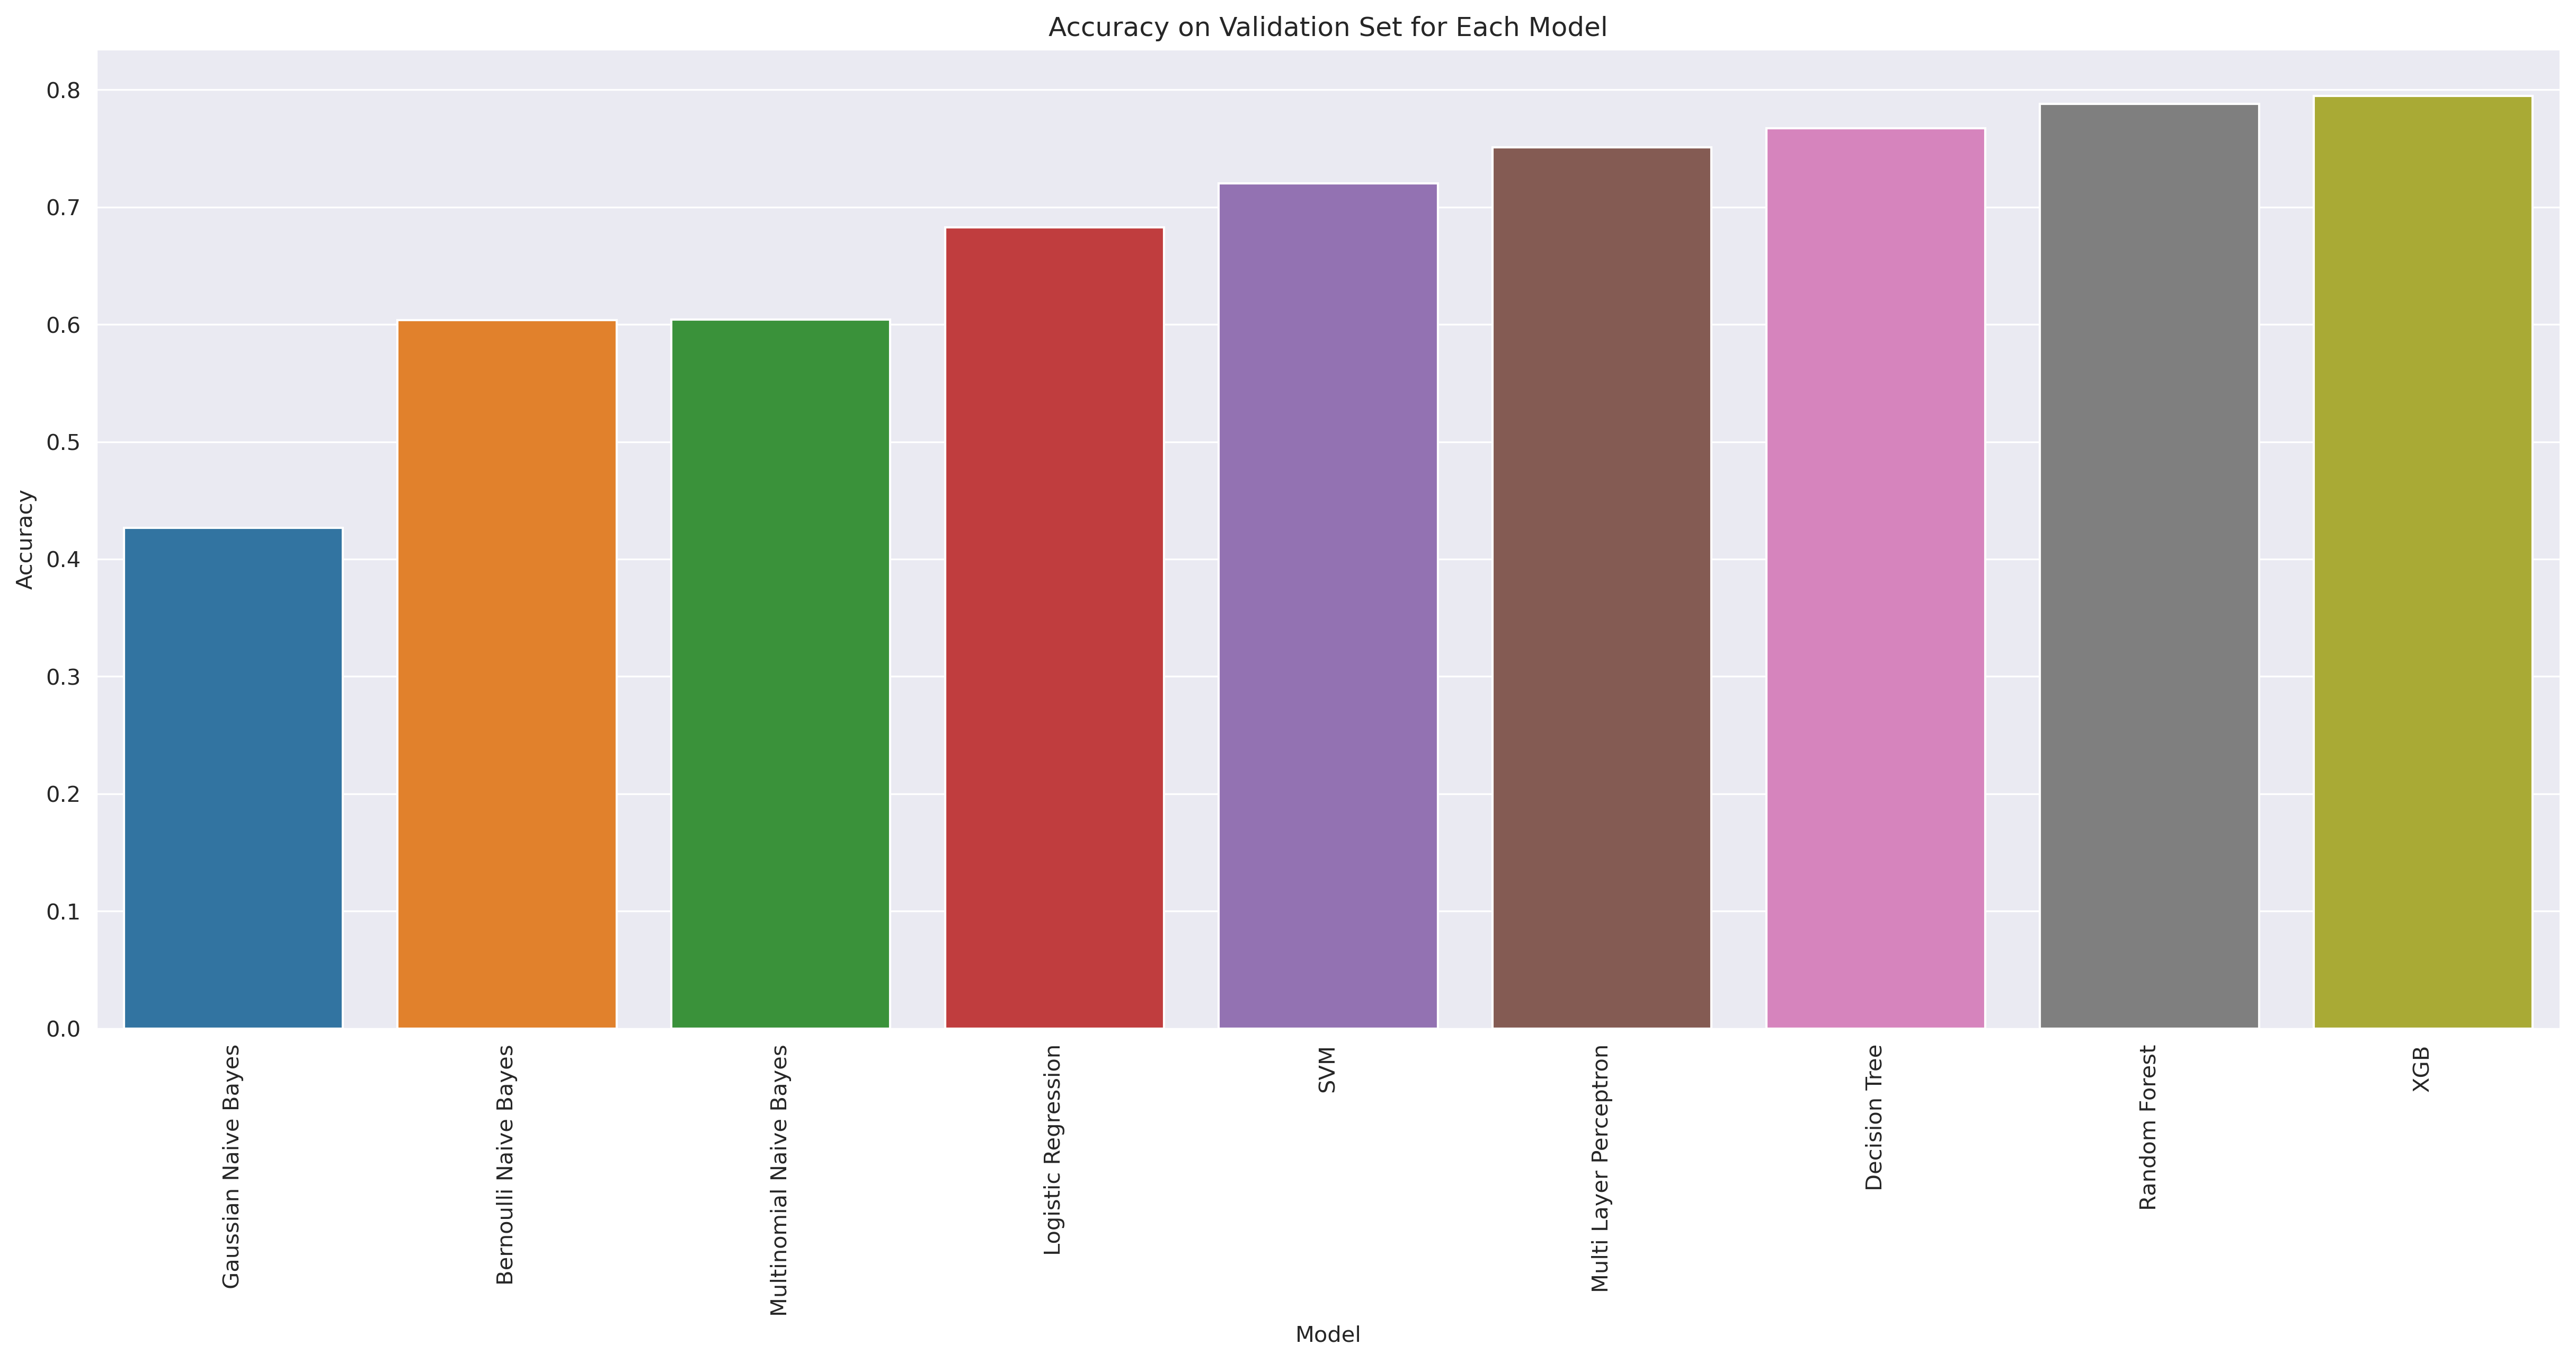 Accuracy on Validation Set for Each Model
Accuracy
0.8
0.7
0.6
0.5
0.4
0.3
0.2
0.1
0.0
Gaussian Naive Bayes
Bernoulli Naive Bayes
Multinomial Naive Bayes
Logistic Regression
SVM
Multi Layer Perceptron
Decision Tree
Random Forest
XGB
Model